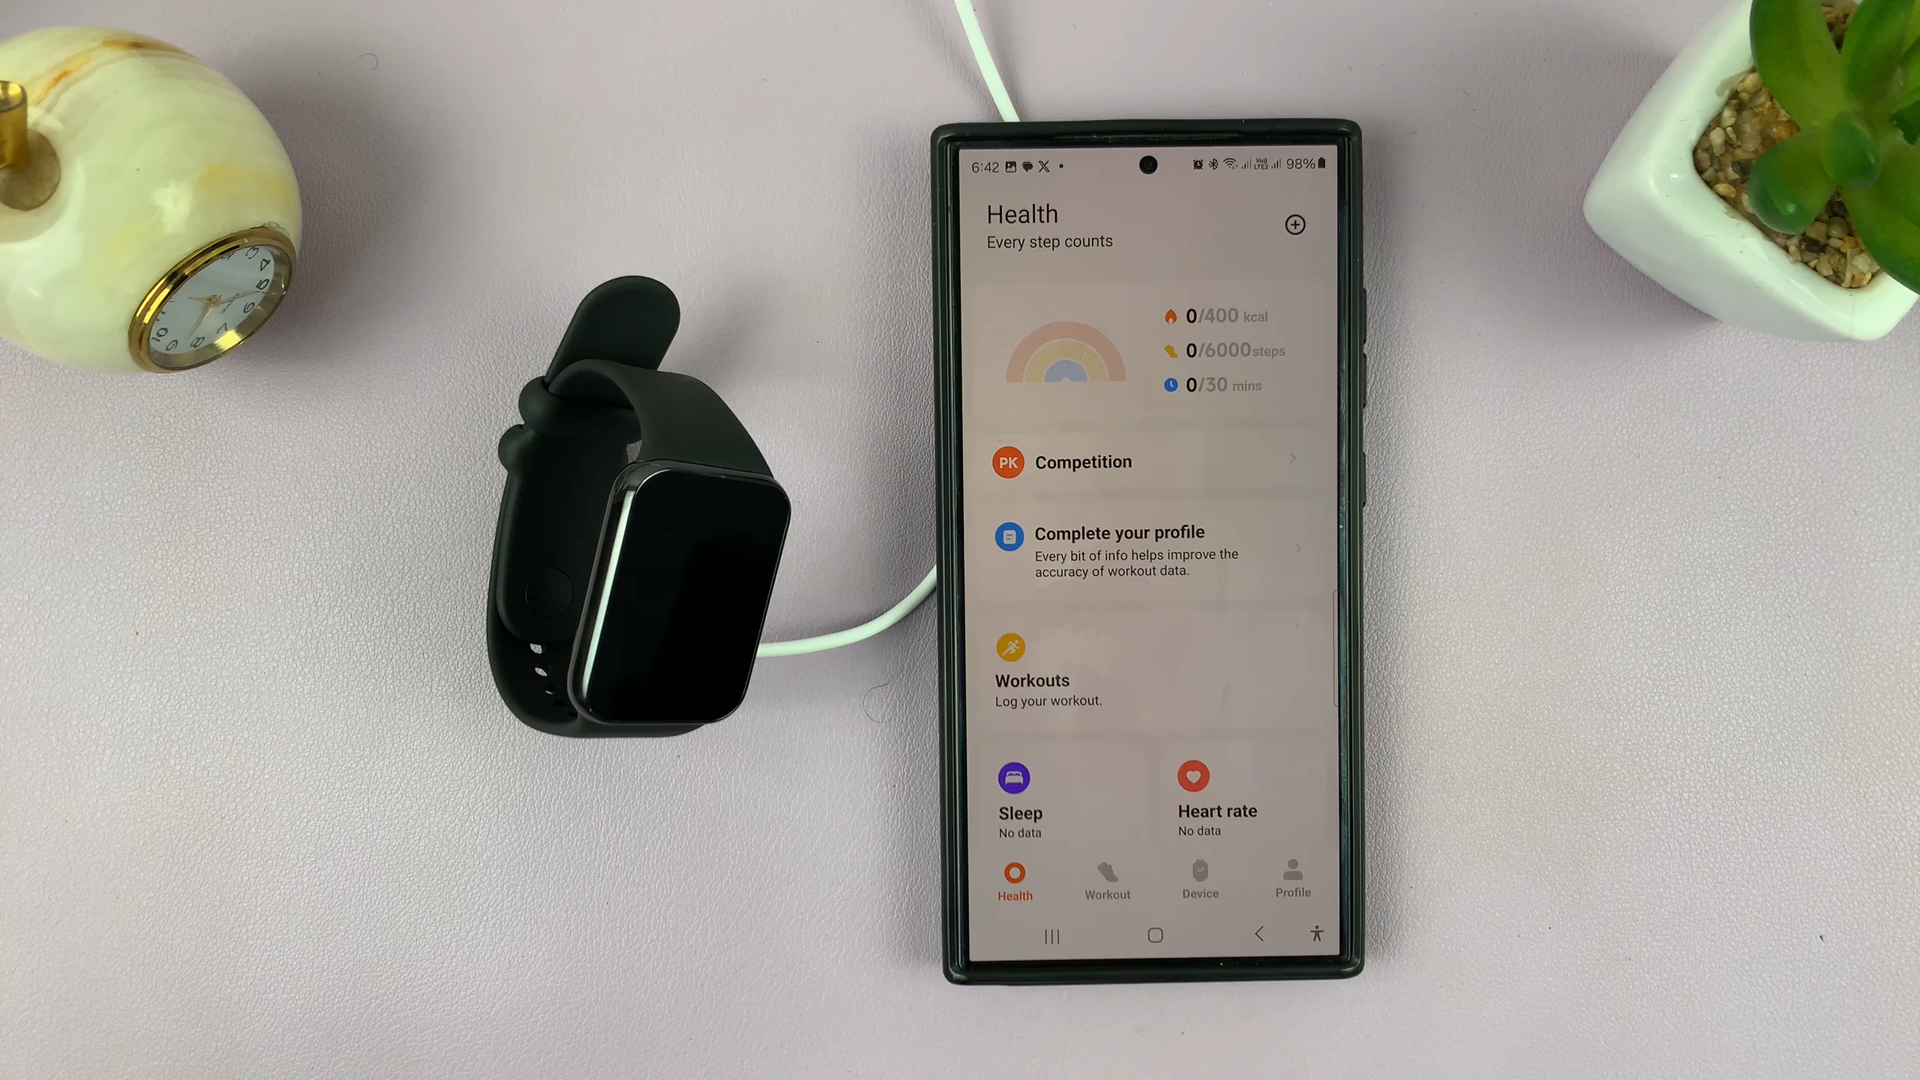 6:42
98%
Health
Every step counts
0/400 kcal
0/6000 steps
0/30 mins
PK
Competition
Complete your profile
Every bit of info helps improve the
accuracy of workout data.
Workouts
Log your workout.
Sleep
No data
Heart rate
No data
Health
Workout
Device
Profile